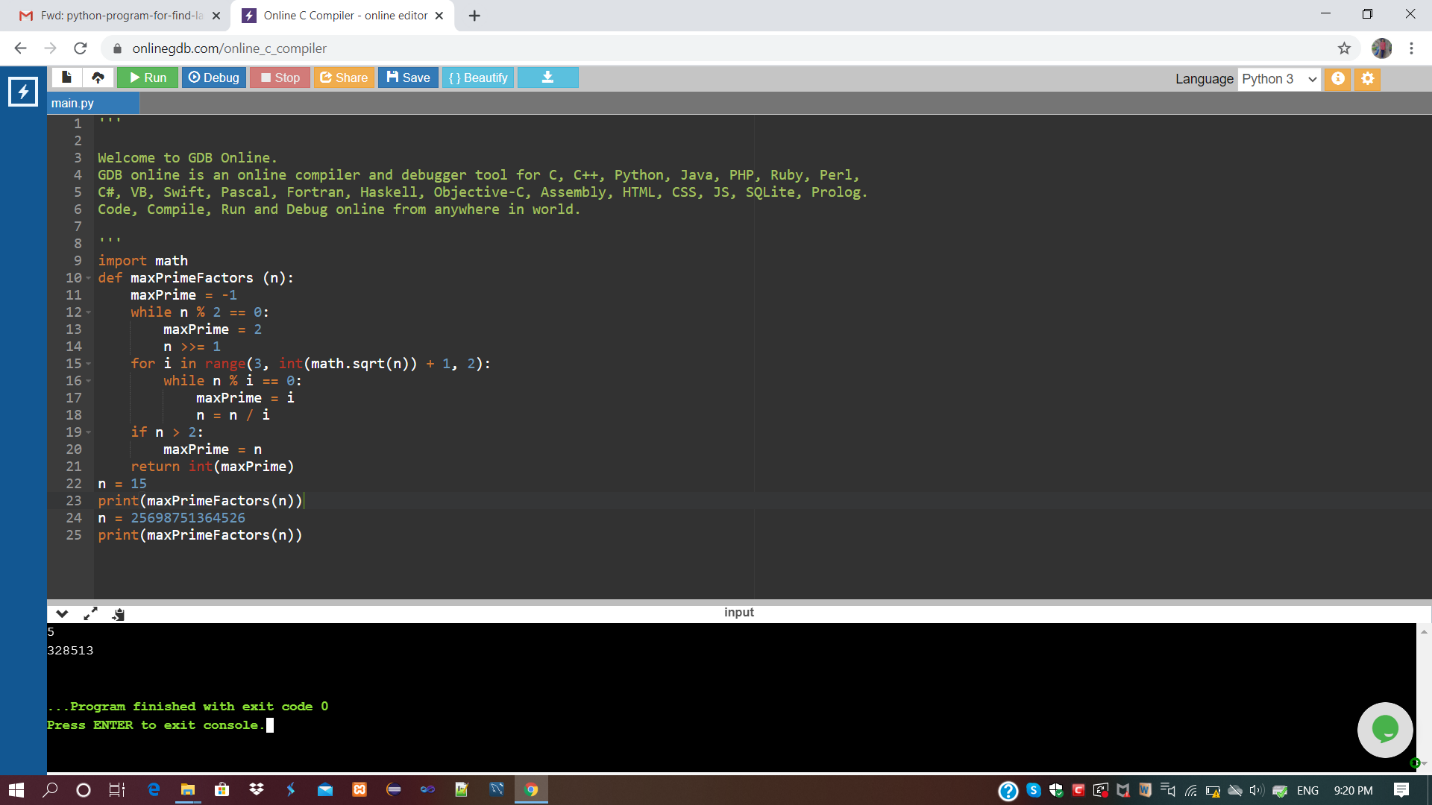 Fwd: python-program-for-find-la
Online C Compiler - online editor
onlinegdb.com/online_c_compiler
Run Debug Stop Share Save { } Beautify
Language Python 3
main.py
1 '''
2
3 Welcome to GDB Online.
4 GDB online is an online compiler and debugger tool for C, C++, Python, Java, PHP, Ruby, Perl,
5 C#, VB, Swift, Pascal, Fortran, Haskell, Objective-C, Assembly, HTML, CSS, JS, SQLite, Prolog.
6 Code, Compile, Run and Debug online from anywhere in world.
7
8 '''
9 import math
10 def maxPrimeFactors (n):
11     maxPrime = -1
12     while n % 2 == 0:
13         maxPrime = 2
14         n >>= 1
15     for i in range(3, int(math.sqrt(n)) + 1, 2):
16         while n % i == 0:
17             maxPrime = i
18             n = n / i
19     if n > 2:
20         maxPrime = n
21     return int(maxPrime)
22 n = 15
23 print(maxPrimeFactors(n))
24 n = 25698751364526
25 print(maxPrimeFactors(n))
input
5
328513
...Program finished with exit code 0
Press ENTER to exit console.
ENG 9:20 PM